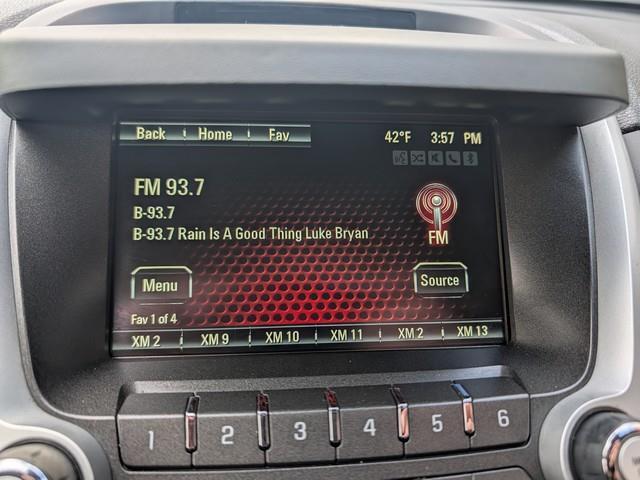 Back Home Fav 42°F 3:57 PM
FM 93.7
B-93.7
B-93.7 Rain Is A Good Thing Luke Bryan
FM
Menu Source
Fav 1 of 4
XM 2 XM 9 XM 10 XM 11 XM 2 XM 13
1 2 3 4 5 6